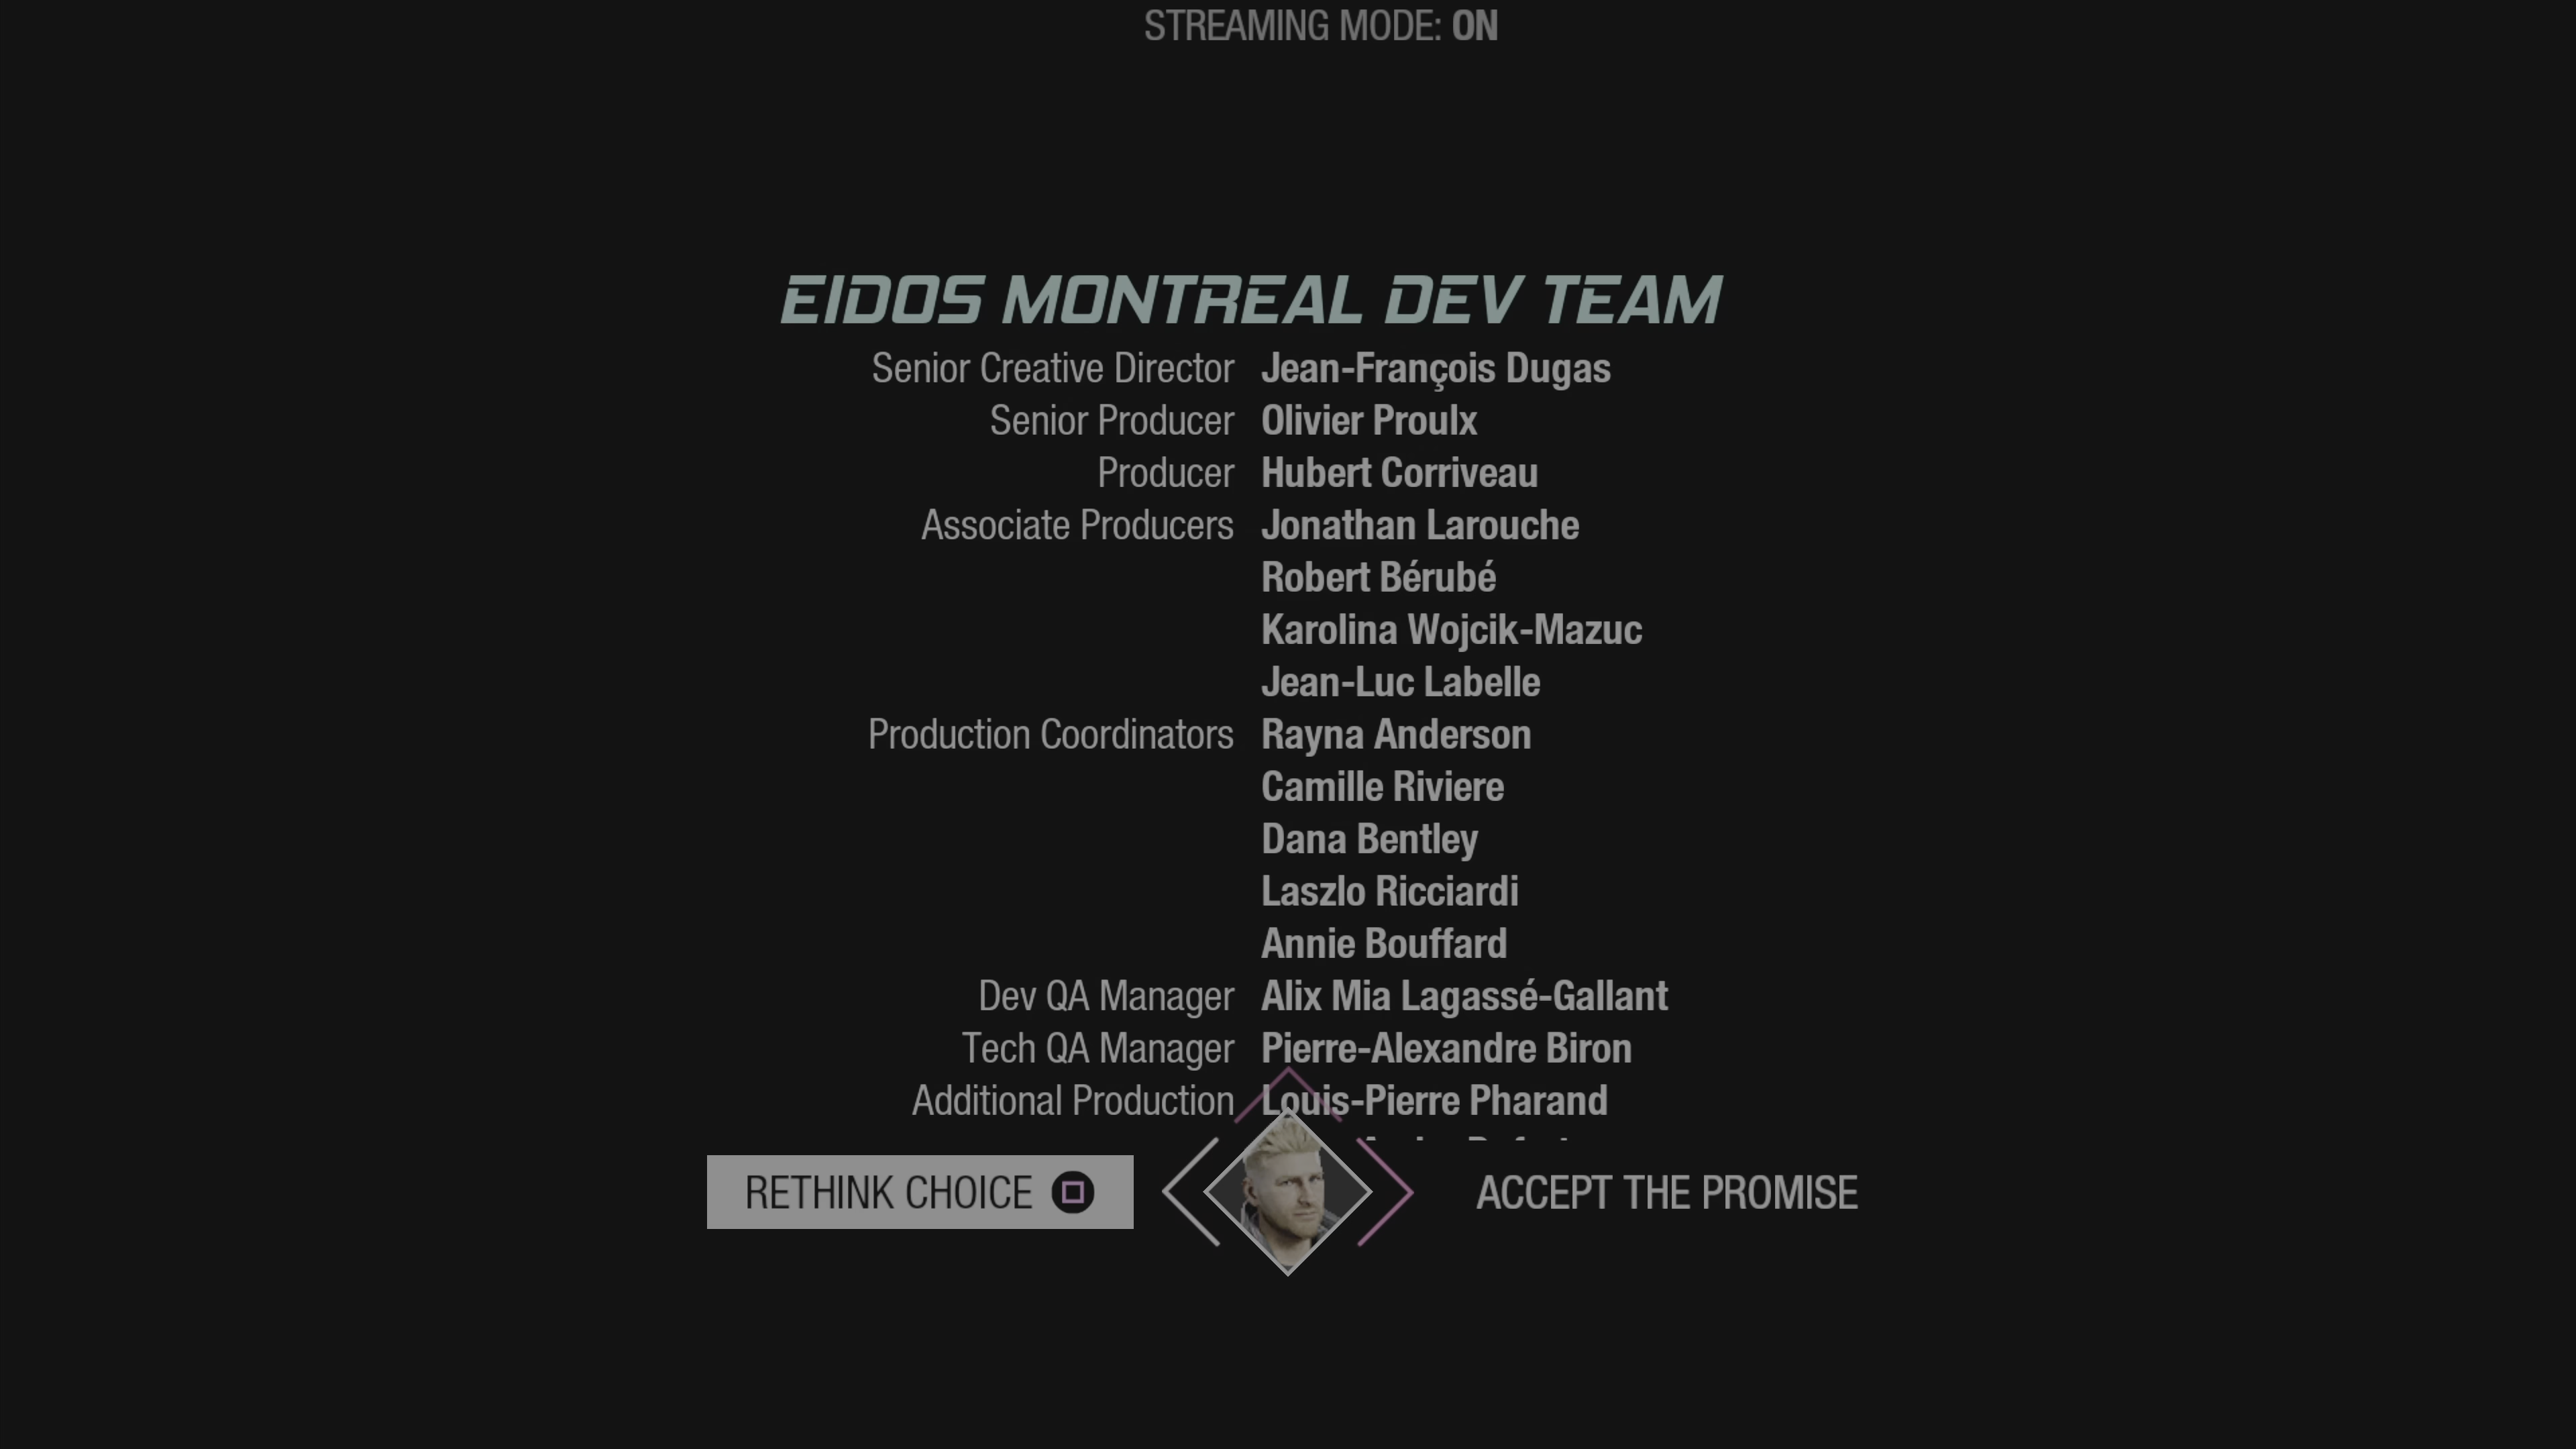 STREAMING MODE: ON
EIDOS MONTREAL DEV TEAM
Senior Creative Director Jean-François Dugas
Senior Producer Olivier Proulx
Producer Hubert Corriveau
Associate Producers Jonathan Larouche
Robert Bérubé
Karolina Wojcik-Mazuc
Jean-Luc Labelle
Production Coordinators Rayna Anderson
Camille Riviere
Dana Bentley
Laszlo Ricciardi
Annie Bouffard
Dev QA Manager Alix Mia Lagassé-Gallant
Tech QA Manager Pierre-Alexandre Biron
Additional Production Louis-Pierre Pharand
RETHINK CHOICE
ACCEPT THE PROMISE